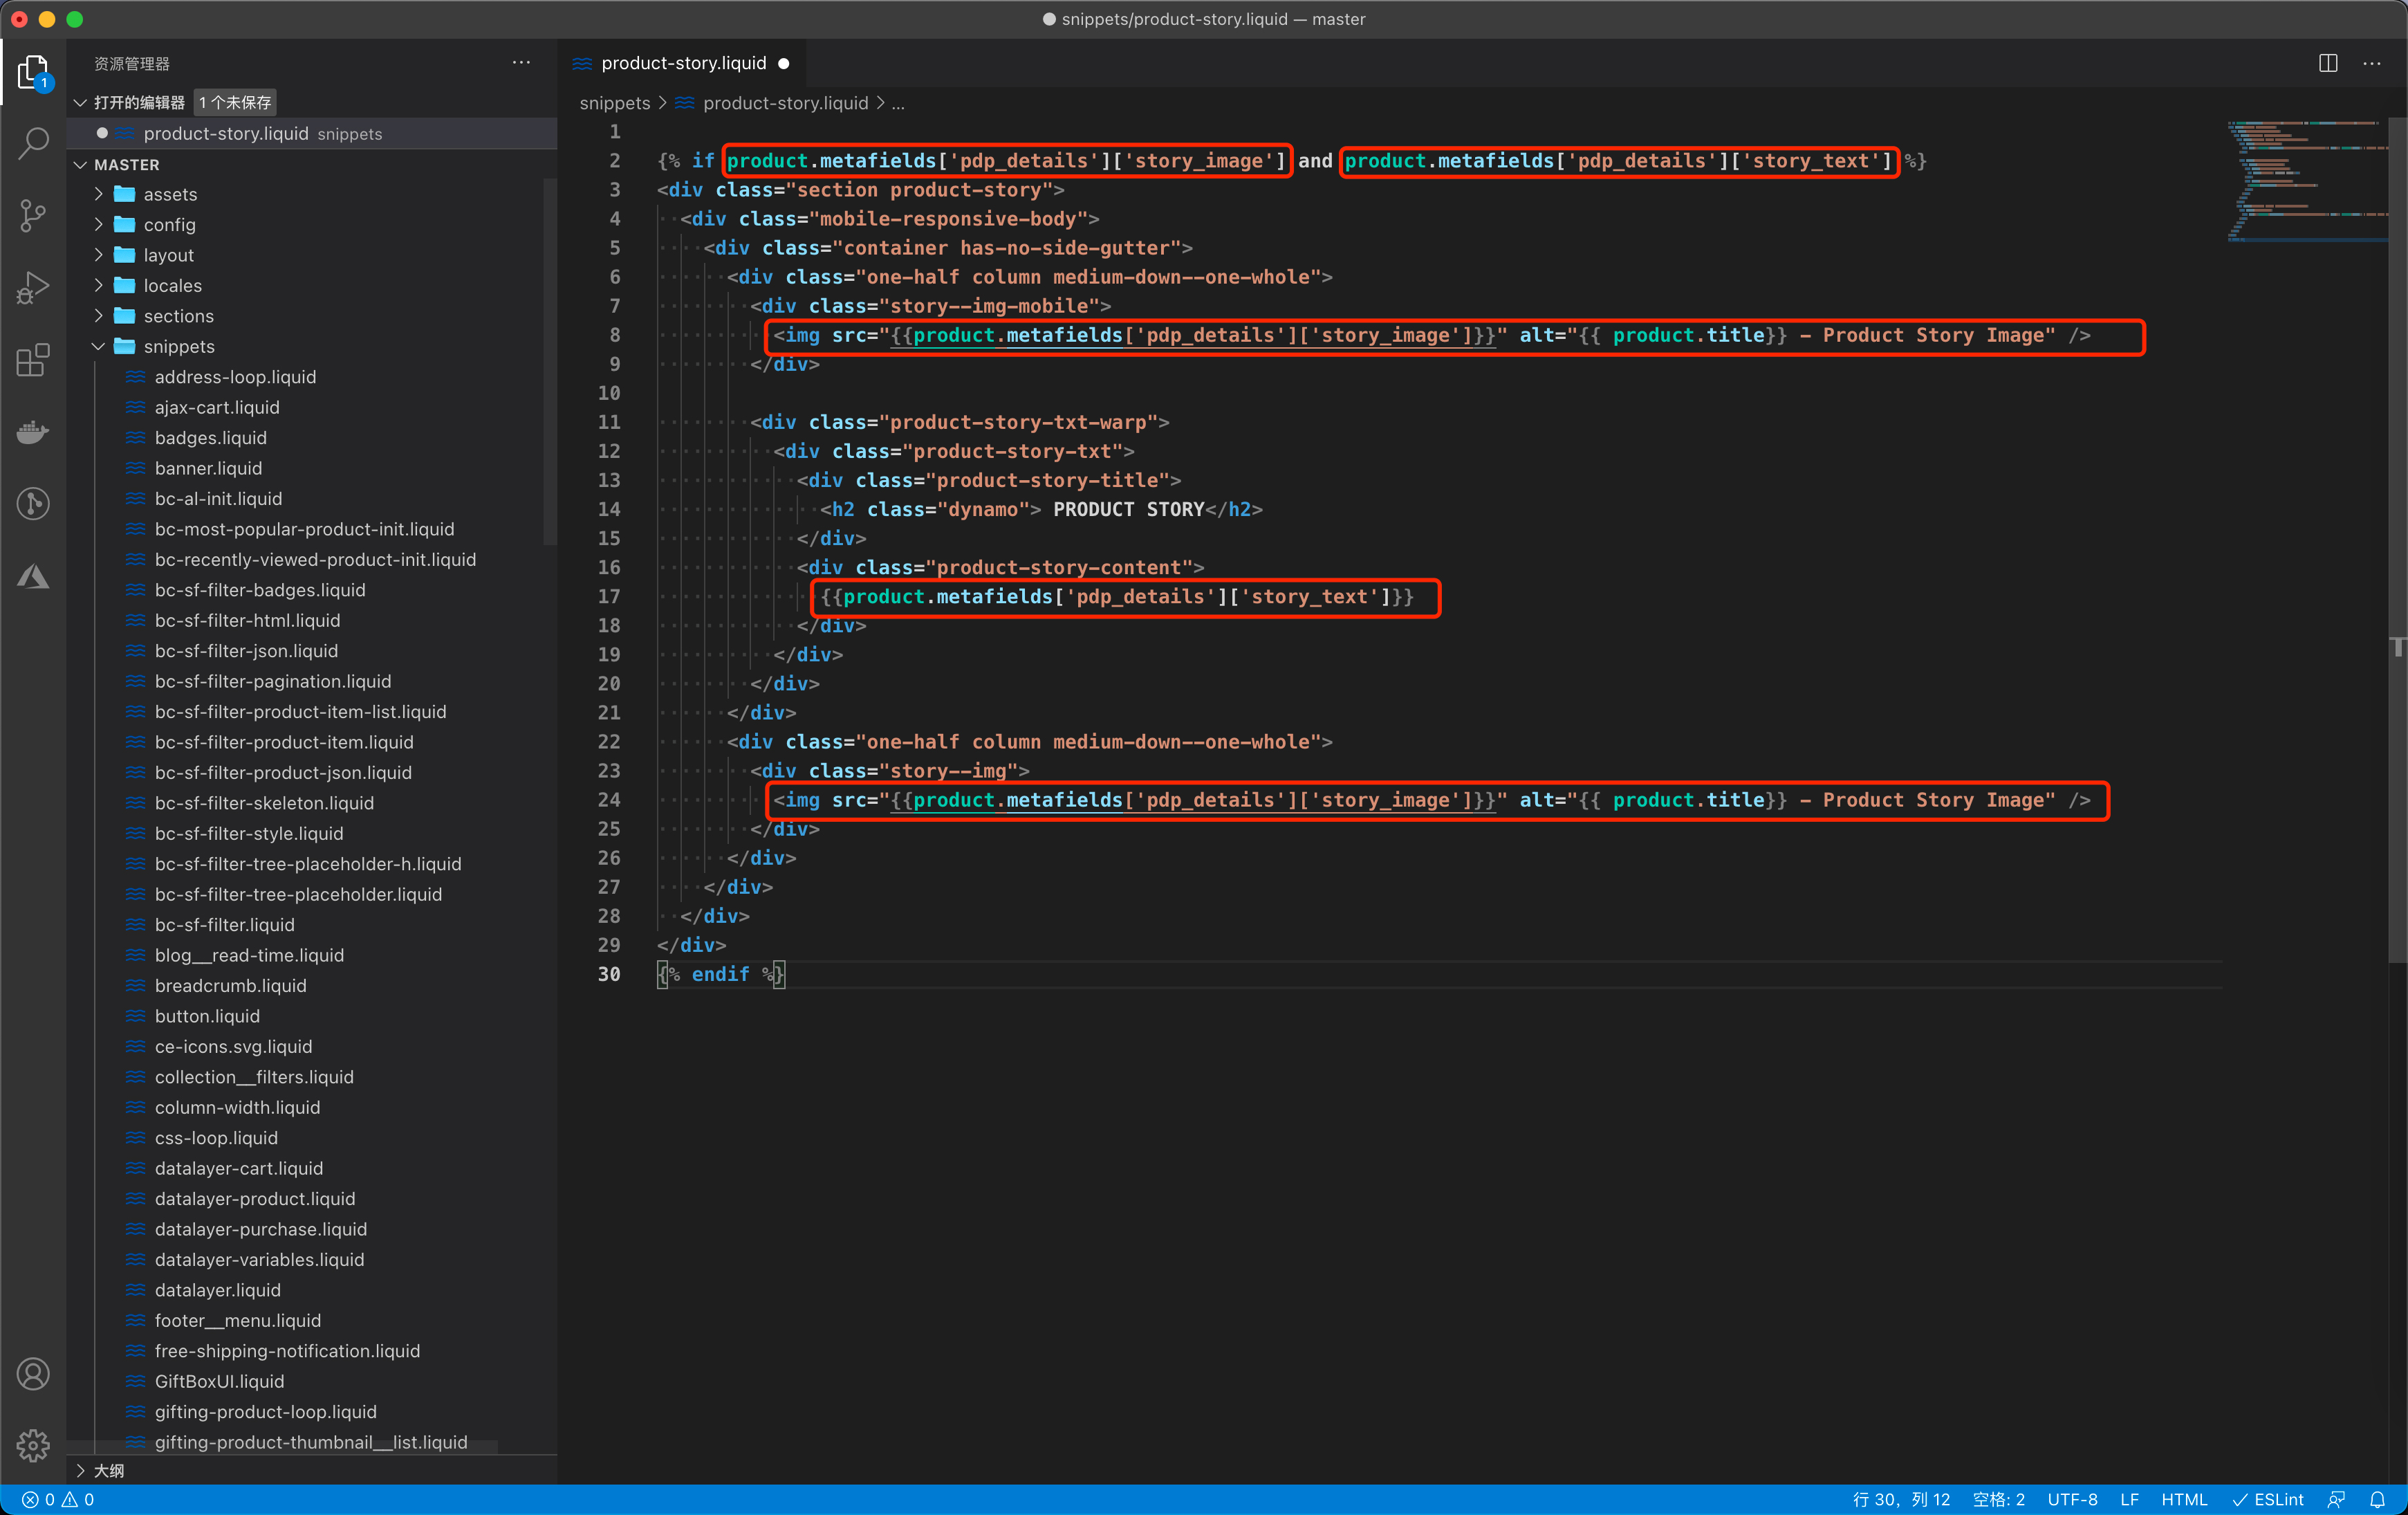 snippets/product-story.liquid — master
资源管理器
1
打开的编辑器 1 个未保存
product-story.liquid snippets
MASTER
assets
config
layout
locales
sections
snippets
address-loop.liquid
ajax-cart.liquid
badges.liquid
banner.liquid
bc-al-init.liquid
bc-most-popular-product-init.liquid
bc-recently-viewed-product-init.liquid
bc-sf-filter-badges.liquid
bc-sf-filter-html.liquid
bc-sf-filter-json.liquid
bc-sf-filter-pagination.liquid
bc-sf-filter-product-item-list.liquid
bc-sf-filter-product-item.liquid
bc-sf-filter-product-json.liquid
bc-sf-filter-skeleton.liquid
bc-sf-filter-style.liquid
bc-sf-filter-tree-placeholder-h.liquid
bc-sf-filter-tree-placeholder.liquid
bc-sf-filter.liquid
blog__read-time.liquid
breadcrumb.liquid
button.liquid
ce-icons.svg.liquid
collection__filters.liquid
column-width.liquid
css-loop.liquid
datalayer-cart.liquid
datalayer-product.liquid
datalayer-purchase.liquid
datalayer-variables.liquid
datalayer.liquid
footer__menu.liquid
free-shipping-notification.liquid
GiftBoxUI.liquid
gifting-product-loop.liquid
gifting-product-thumbnail__list.liquid
大纲
product-story.liquid
snippets > product-story.liquid > ...
1
2 {% if product.metafields['pdp_details']['story_image'] and product.metafields['pdp_details']['story_text'] %}
3 <div class="section product-story">
4 <div class="mobile-responsive-body">
5 <div class="container has-no-side-gutter">
6 <div class="one-half column medium-down--one-whole">
7 <div class="story--img-mobile">
8 <img src="{{product.metafields['pdp_details']['story_image']}}" alt="{{ product.title}} - Product Story Image" />
9 </div>
10
11 <div class="product-story-txt-warp">
12 <div class="product-story-txt">
13 <div class="product-story-title">
14 <h2 class="dynamo"> PRODUCT STORY</h2>
15 </div>
16 <div class="product-story-content">
17 {{product.metafields['pdp_details']['story_text']}}
18 </div>
19 </div>
20 </div>
21 </div>
22 <div class="one-half column medium-down--one-whole">
23 <div class="story--img">
24 <img src="{{product.metafields['pdp_details']['story_image']}}" alt="{{ product.title}} - Product Story Image" />
25 </div>
26 </div>
27 </div>
28 </div>
29 </div>
30 {% endif %}
0 0 行 30，列 12 空格: 2 UTF-8 LF HTML ESLint